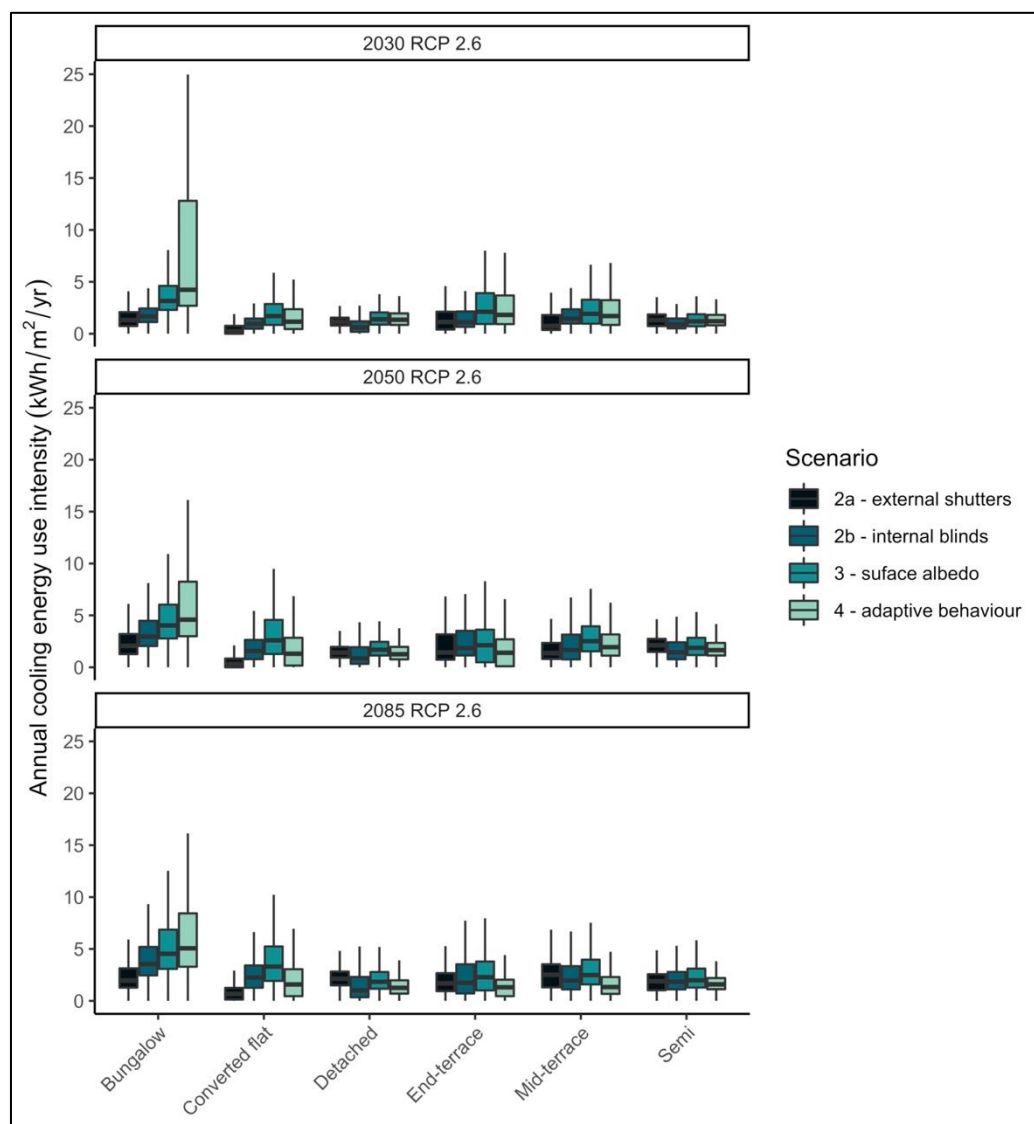 2030 RCP 2.6
25
20
15
10
5
0
2050 RCP 2.6
25
20
15
10
5
0
2085 RCP 2.6
25
20
15
10
5
0
Annual cooling energy use intensity (kWh/m²/yr)
Bungalow
Converted flat
Detached
End-terrace
Mid-terrace
Semi
Scenario
2a - external shutters
2b - internal blinds
3 - suface albedo
4 - adaptive behaviour